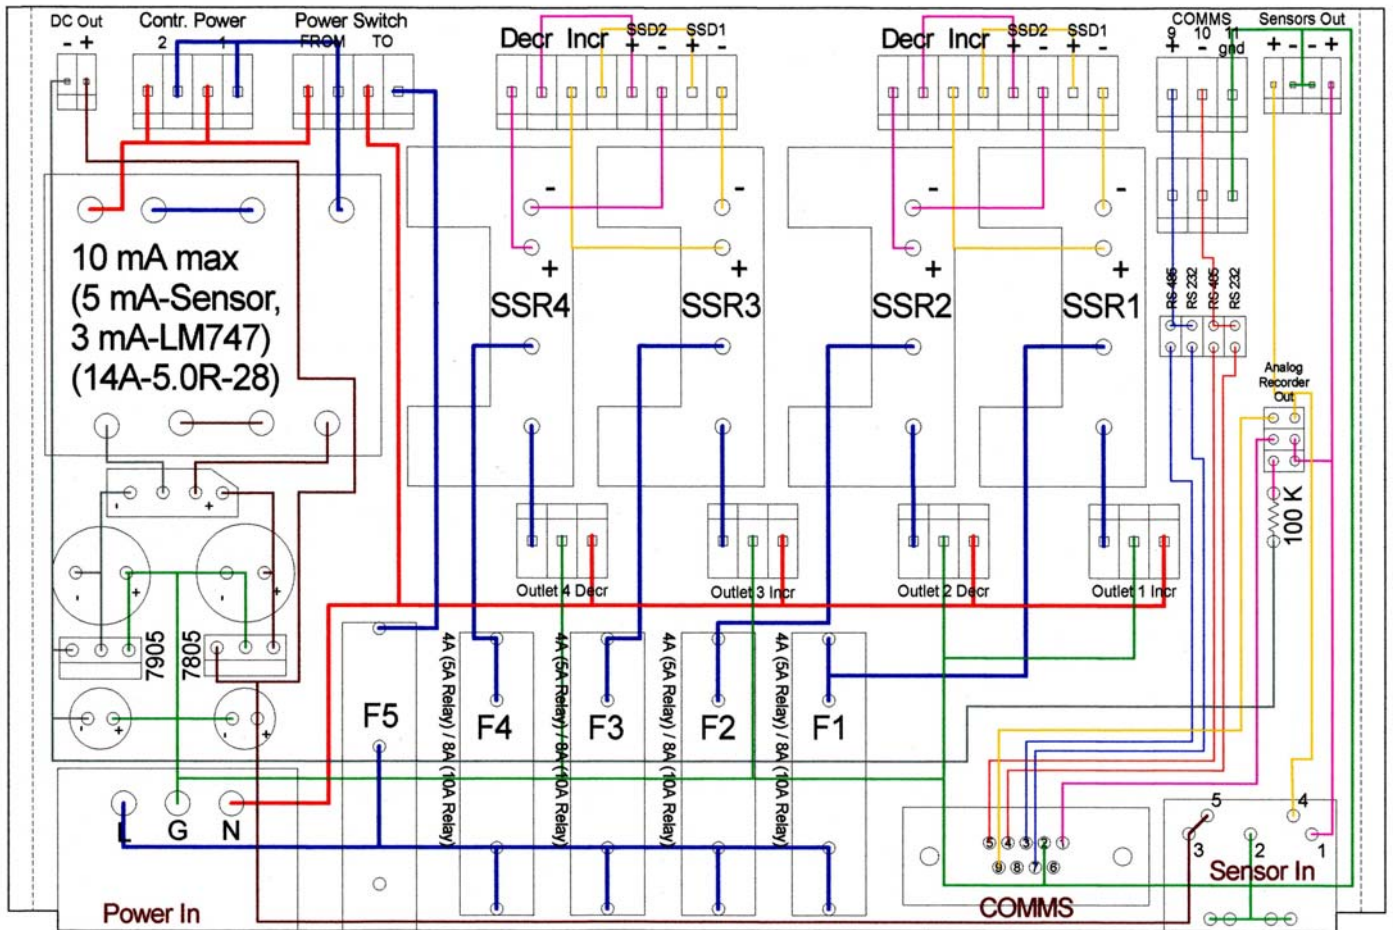 DC Out
- +
Contr. Power
2 1
Power Switch
FROM TO
Decr Incr SSD2 SSD1
+ - + -
Decr Incr SSD2 SSD1
+ - + -
COMMS
9 10 11
+ - gnd
Sensors Out
+ - - +
10 mA max
(5 mA-Sensor,
3 mA-LM747)
(14A-5.0R-28)
-
+
SSR4
-
+
SSR3
-
+
SSR2
-
+
SSR1
RS 485
RS 232
RS 485
RS 232
Analog
Recorder
Out
100 K
- +
- +
- +
7905
7805
- +
- +
Outlet 4 Decr
Outlet 3 Incr
Outlet 2 Decr
Outlet 1 Incr
F5
4A (5A Relay) / 8A (10A Relay)
F4
4A (5A Relay) / 8A (10A Relay)
F3
4A (5A Relay) / 8A (10A Relay)
F2
4A (5A Relay) / 8A (10A Relay)
F1
L G N
Power In
5 4 3 2 1
9 8 7 6
COMMS
5 4
3 2 1
Sensor In